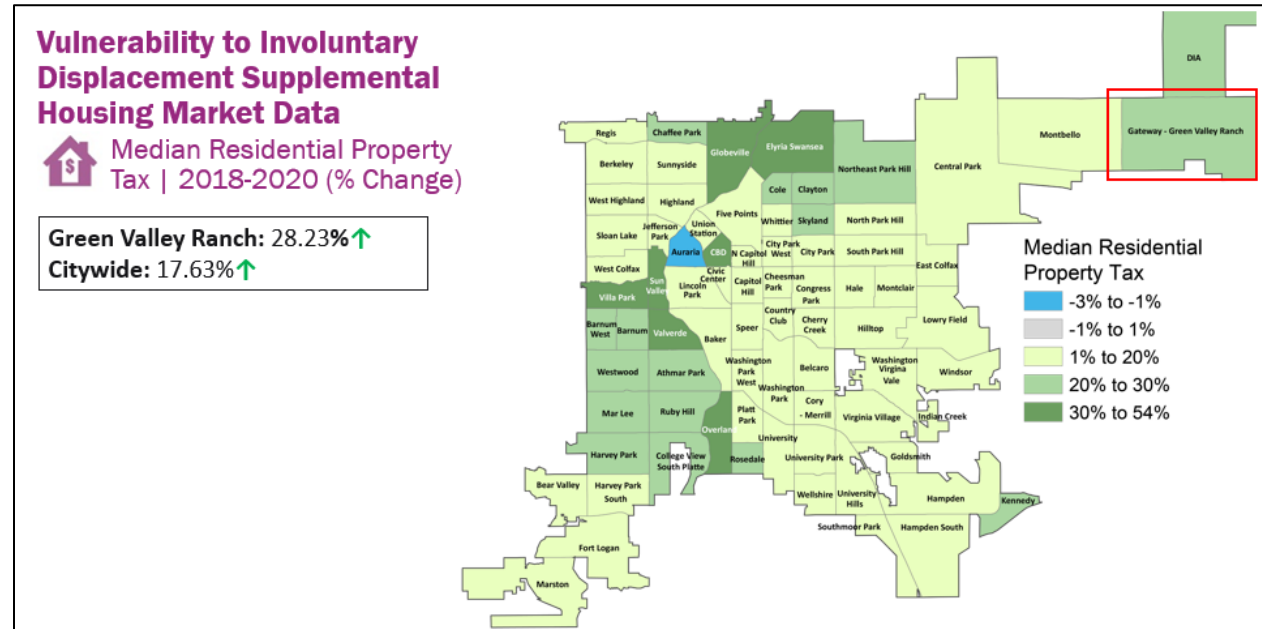 Vulnerability to Involuntary
Displacement Supplemental
Housing Market Data
$
Median Residential Property
Tax | 2018-2020 (% Change)
Green Valley Ranch: 28.23%↑
Citywide: 17.63%↑
DIA
Gateway - Green Valley Ranch
Montbello
Central Park
Regis
Chaffee Park
Globeville
Elyria Swansea
Northeast Park Hill
Berkeley
Sunnyside
Cole
Clayton
West Highland
Highland
Five Points
Whittier
Skyland
North Park Hill
Sloan Lake
Jefferson
Park
Union
Station
Auraria
CBD
N Capitol
Hill
City Park
West
City Park
South Park Hill
East Colfax
West Colfax
Sun
Valley
Civic
Center
Lincoln
Park
Capitol
Hill
Cheesman
Park
Congress
Park
Hale
Montclair
Villa Park
Country
Club
Cherry
Creek
Hilltop
Lowry Field
Barnum
West
Barnum
Valverde
Baker
Speer
Westwood
Athmar Park
Washington
Park
West
Washington
Park
Belcaro
Washington
Virgina
Vale
Windsor
Mar Lee
Ruby Hill
Overlan
Platt
Park
Cory
- Merrill
Virginia Village
Indian Creek
University
Harvey Park
College View
South Platte
Rosedale
University Park
Goldsmith
Bear Valley
Harvey Park
South
Wellshire
University
Hills
Hampden
Kennedy
Southmoor Park
Hampden South
Fort Logan
Marston
Median Residential
Property Tax
-3% to -1%
-1% to 1%
1% to 20%
20% to 30%
30% to 54%